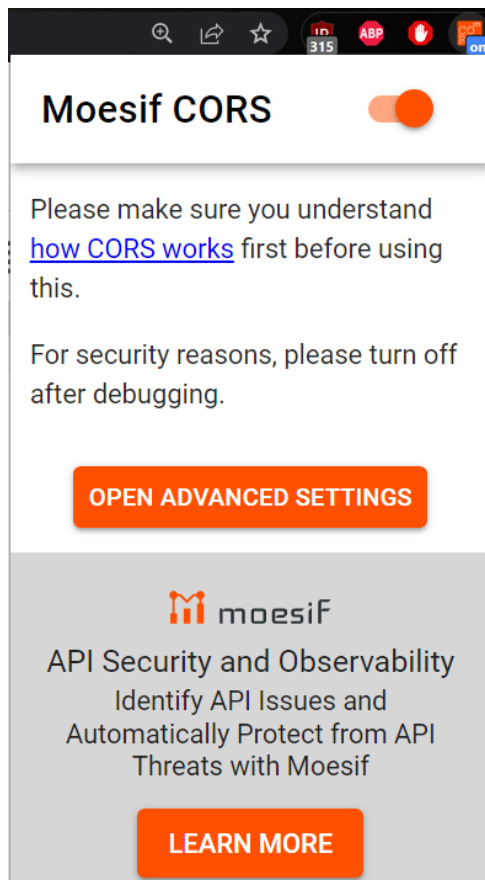 315
ABP
on
Moesif CORS
Please make sure you understand
how CORS works first before using
this.
For security reasons, please turn off
after debugging.
OPEN ADVANCED SETTINGS
moesif
API Security and Observability
Identify API Issues and
Automatically Protect from API
Threats with Moesif
LEARN MORE